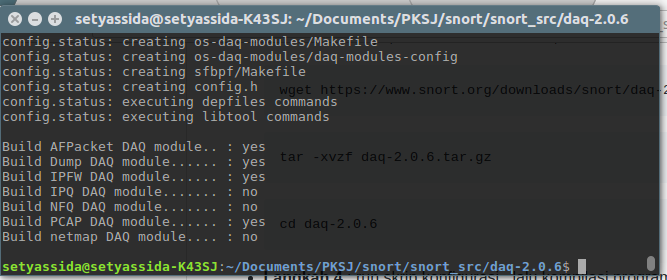 setyassida@setyassida-K43SJ: ~/Documents/PKSJ/snort/snort_src/daq-2.0.6
config.status: creating os-daq-modules/Makefile
config.status: creating os-daq-modules/daq-modules-config
config.status: creating sfbpf/Makefile
config.status: creating config.h
wget https://www.snort.org/downloads/snort/daq-2
config.status: executing depfiles commands
config.status: executing libtool commands
Build AFPacket DAQ module.. : yes
Build Dump DAQ module...... : yes
tar -xvzf daq-2.0.6.tar.gz
Build IPFW DAQ module...... : yes
Build IPQ DAQ module....... : no
Build NFQ DAQ module....... : no
Build PCAP DAQ module...... : yes
cd daq-2.0.6
Build netmap DAQ module.... : no
setyassida@setyassida-K43SJ:~/Documents/PKSJ/snort/snort_src/daq-2.0.6$